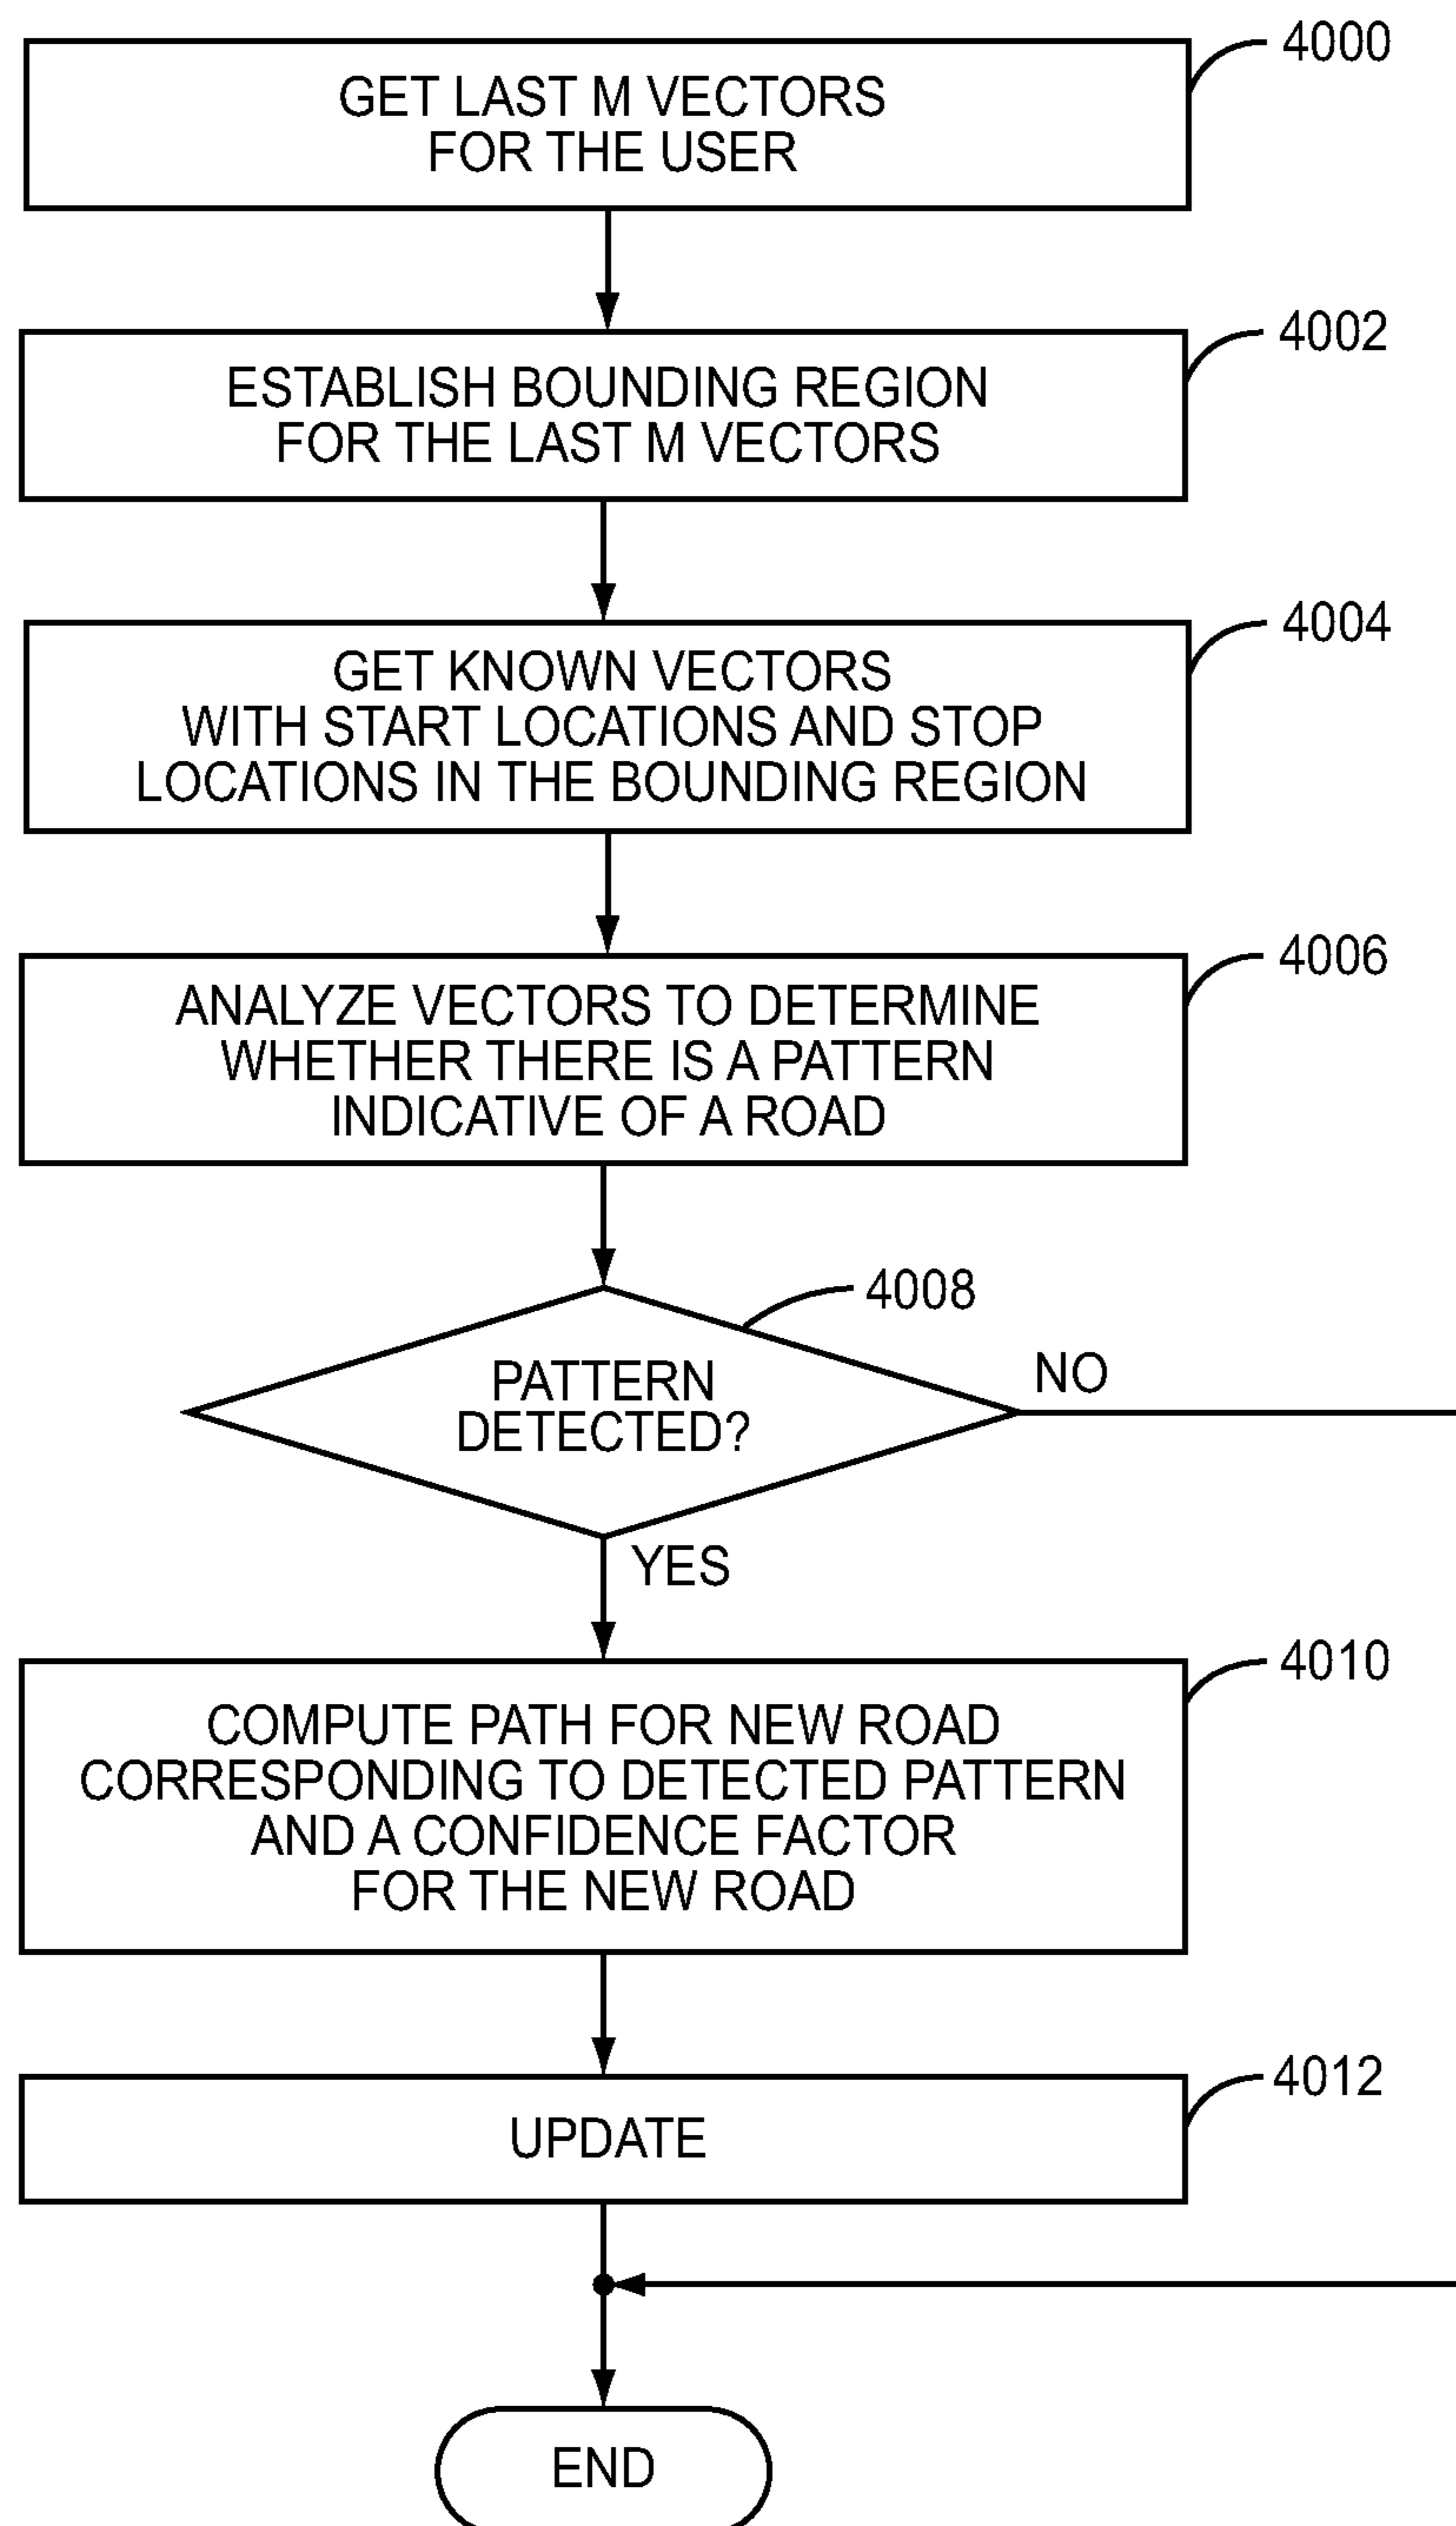 4000
GET LAST M VECTORS
FOR THE USER
4002
ESTABLISH BOUNDING REGION
FOR THE LAST M VECTORS
4004
GET KNOWN VECTORS
WITH START LOCATIONS AND STOP
LOCATIONS IN THE BOUNDING REGION
4006
ANALYZE VECTORS TO DETERMINE
WHETHER THERE IS A PATTERN
INDICATIVE OF A ROAD
4008
PATTERN
DETECTED?
NO
YES
4010
COMPUTE PATH FOR NEW ROAD
CORRESPONDING TO DETECTED PATTERN
AND A CONFIDENCE FACTOR
FOR THE NEW ROAD
4012
UPDATE
END